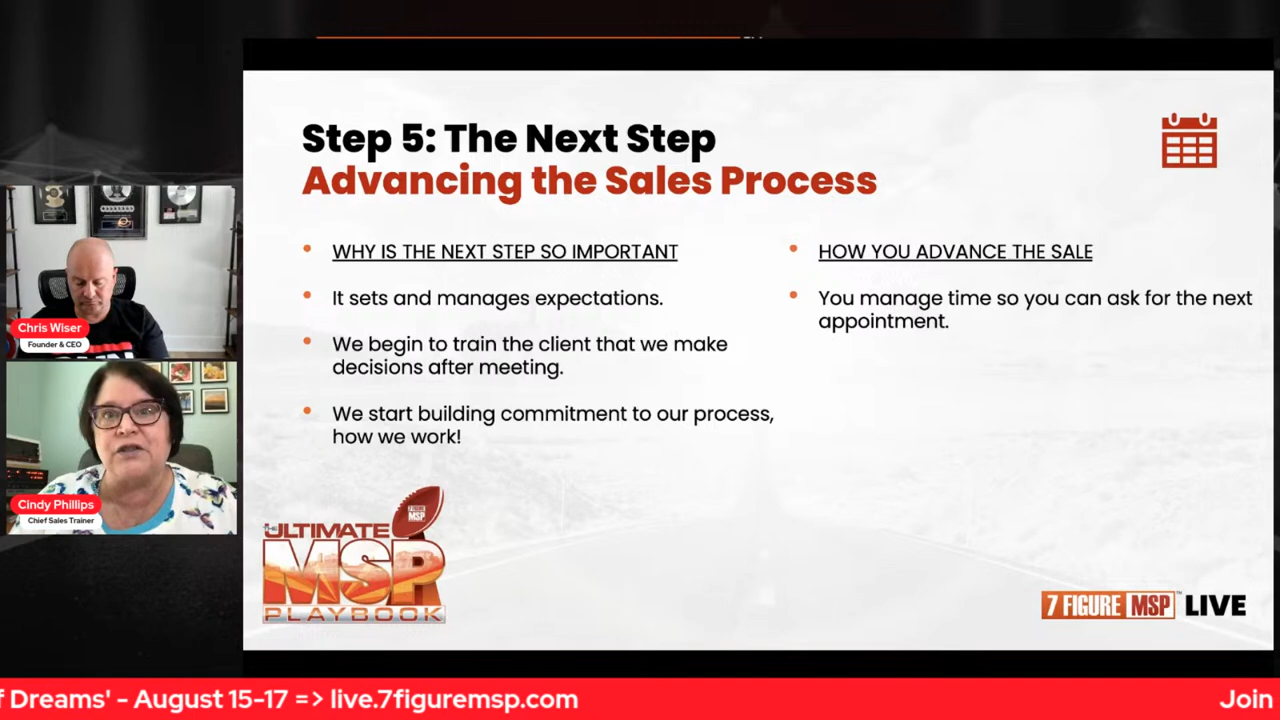 Step 5: The Next Step
Advancing the Sales Process
WHY IS THE NEXT STEP SO IMPORTANT
It sets and manages expectations.
We begin to train the client that we make
decisions after meeting.
We start building commitment to our process,
how we work!
HOW YOU ADVANCE THE SALE
You manage time so you can ask for the next
appointment.
Chris Wiser
Founder & CEO
Cindy Phillips
Chief Sales Trainer
7 FIGURE
MSP
THE
ULTIMATE
MSP
PLAYBOOK
7 FIGURE MSP™ LIVE
f Dreams' - August 15-17 => live.7figuremsp.com
Join